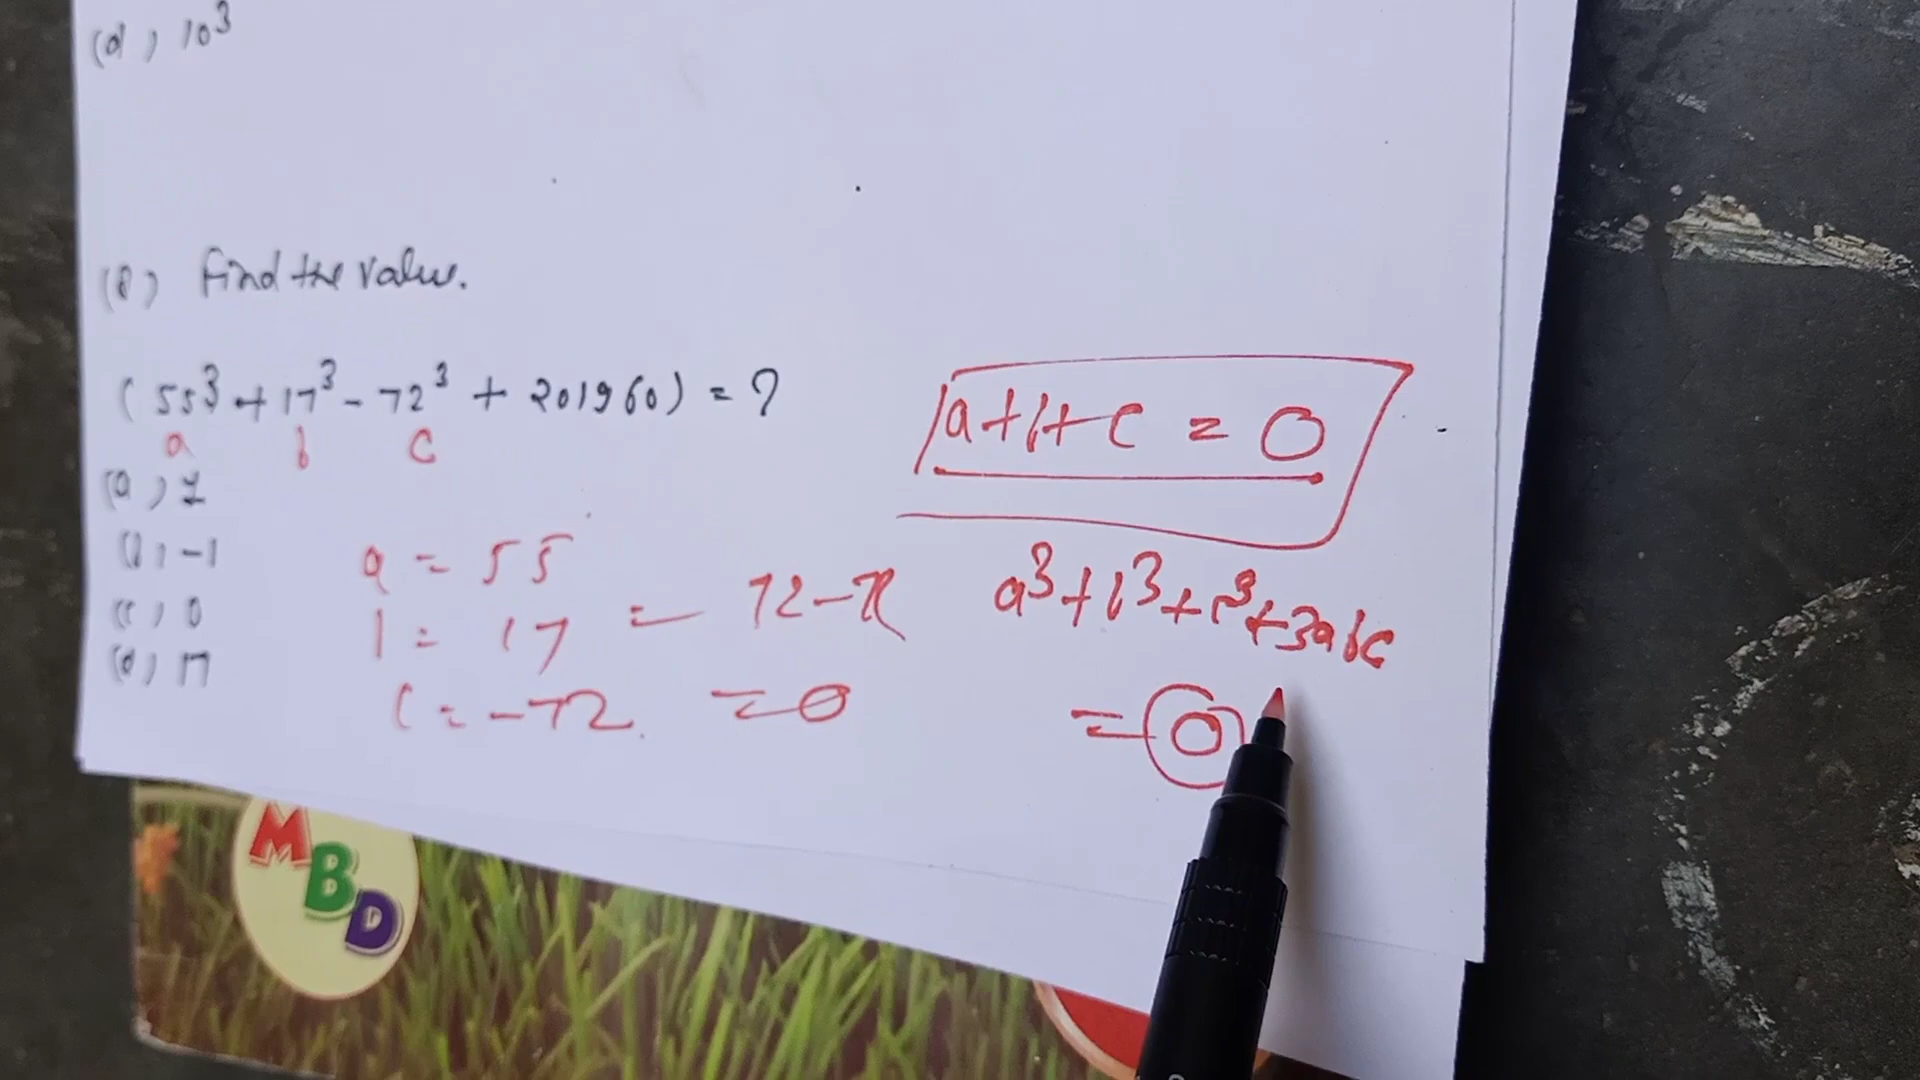 (d) 10³
(8) Find the value.
(55³ + 17³ - 72³ + 201960) = ?
a b c
a+b+c = 0
(a) 1
(b) -1
(c) 0
(d) 17
a = 55
b = 17 = 72-72
c = -72 =0
a³+b³+c³+3abc
=0
MBD